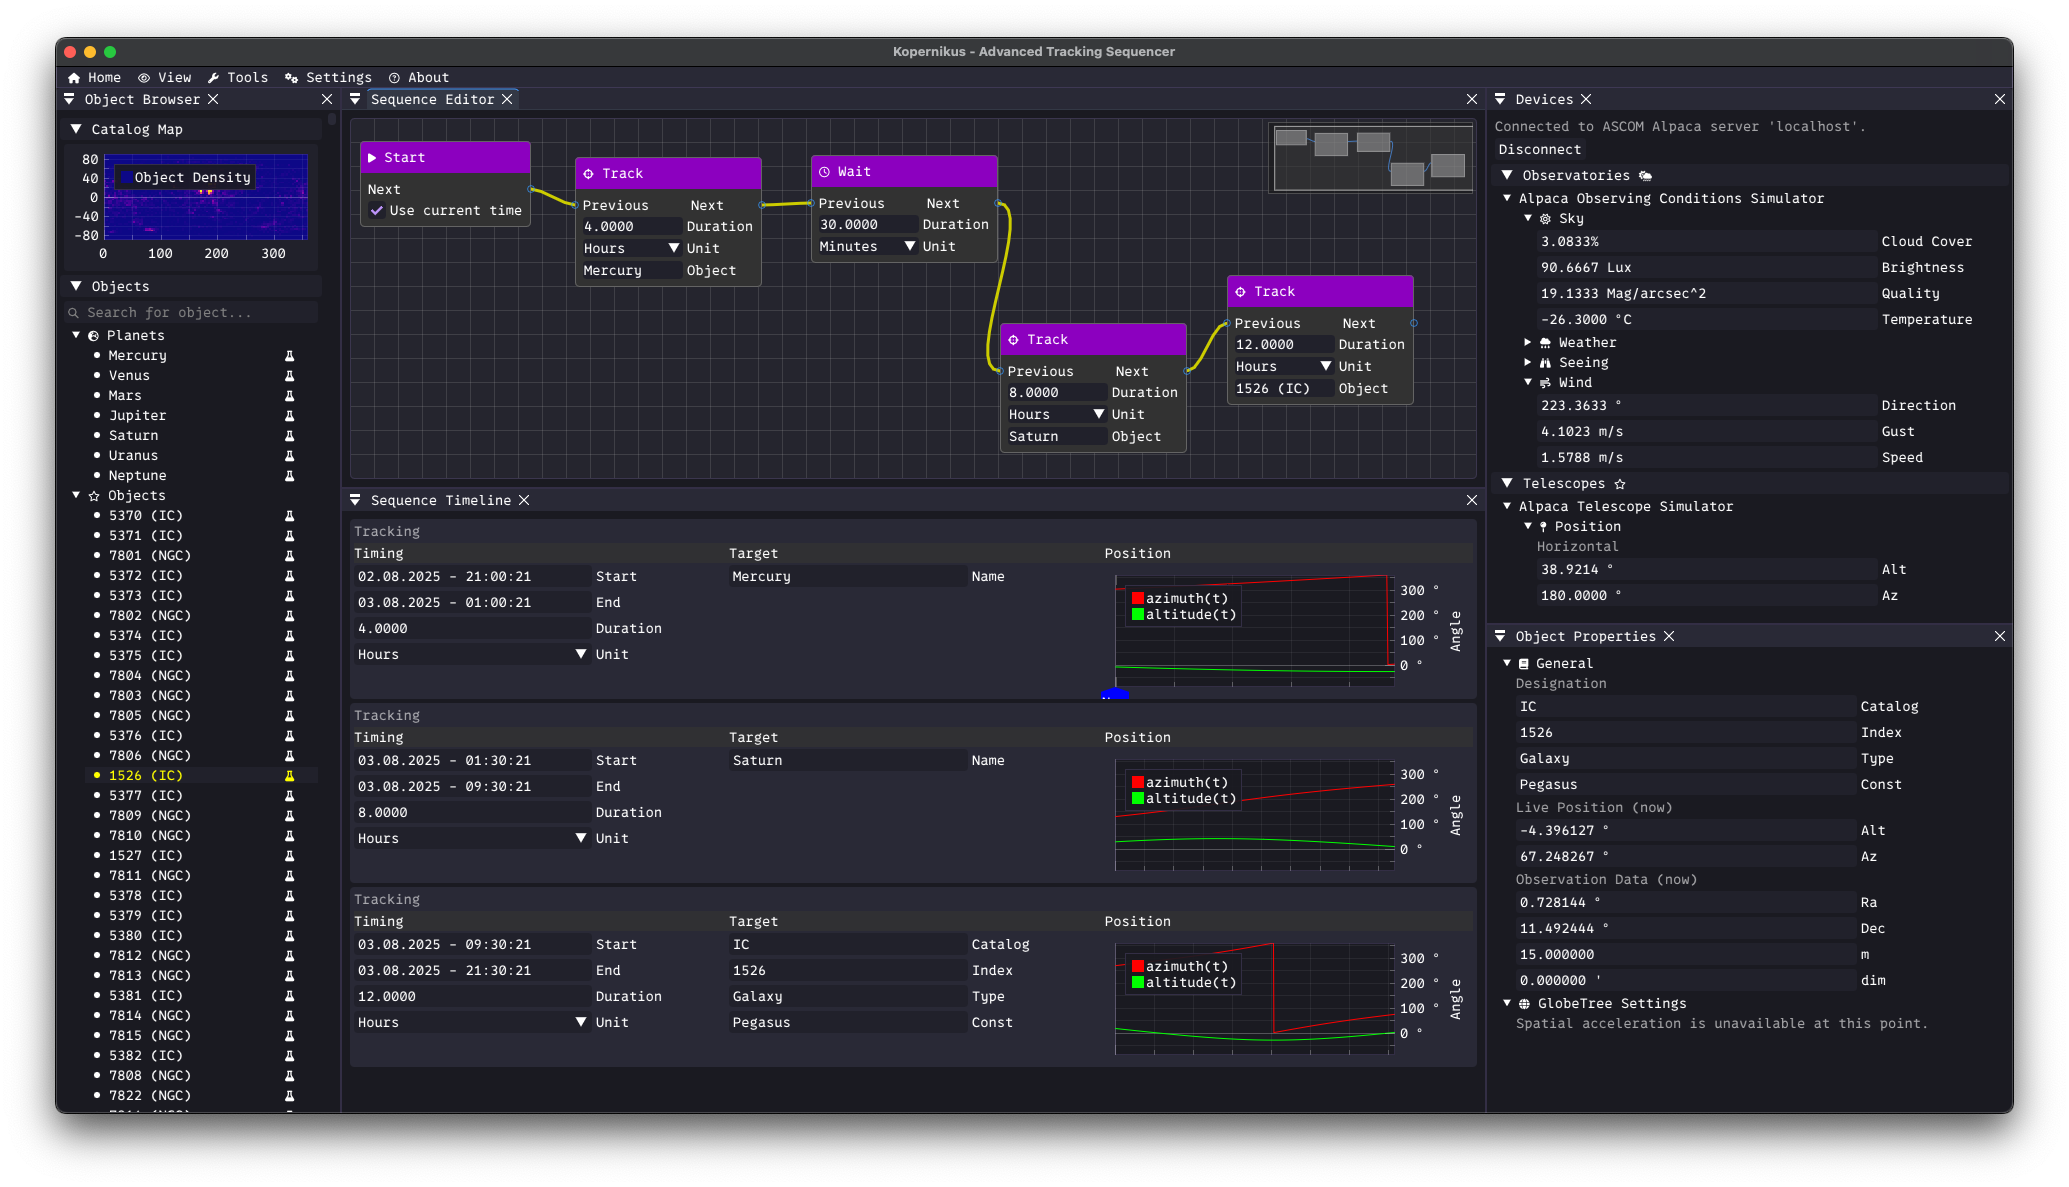 Kopernikus - Advanced Tracking Sequencer
Home View Tools Settings About
Object Browser
Catalog Map
Object Density
80
40
0
-40
-80
0 100 200 300
Objects
Search for object...
Planets
Mercury
Venus
Mars
Jupiter
Saturn
Uranus
Neptune
Objects
5370 (IC)
5371 (IC)
7801 (NGC)
5372 (IC)
5373 (IC)
7802 (NGC)
5374 (IC)
5375 (IC)
7804 (NGC)
7803 (NGC)
7805 (NGC)
5376 (IC)
7806 (NGC)
1526 (IC)
5377 (IC)
7809 (NGC)
7810 (NGC)
1527 (IC)
7811 (NGC)
5378 (IC)
5379 (IC)
5380 (IC)
7812 (NGC)
7813 (NGC)
5381 (IC)
7814 (NGC)
7815 (NGC)
5382 (IC)
7808 (NGC)
7822 (NGC)
Sequence Editor
Start
Next
Use current time
Track
Previous Next
4.0000 Duration
Hours Unit
Mercury Object
Wait
Previous Next
30.0000 Duration
Minutes Unit
Track
Previous Next
8.0000 Duration
Hours Unit
Saturn Object
Track
Previous Next
12.0000 Duration
Hours Unit
1526 (IC) Object
Sequence Timeline
Tracking
Timing Target Position
02.08.2025 - 21:00:21 Start Mercury Name
03.08.2025 - 01:00:21 End
4.0000 Duration
Hours Unit
azimuth(t)
altitude(t)
300 °
200 °
100 °
0 °
Angle
Tracking
Timing Target Position
03.08.2025 - 01:30:21 Start Saturn Name
03.08.2025 - 09:30:21 End
8.0000 Duration
Hours Unit
azimuth(t)
altitude(t)
300 °
200 °
100 °
0 °
Angle
Tracking
Timing Target Position
03.08.2025 - 09:30:21 Start IC Catalog
03.08.2025 - 21:30:21 End 1526 Index
12.0000 Duration Galaxy Type
Hours Unit Pegasus Const
azimuth(t)
altitude(t)
300 °
200 °
100 °
0 °
Angle
Devices
Connected to ASCOM Alpaca server 'localhost'.
Disconnect
Observatories
Alpaca Observing Conditions Simulator
Sky
3.0833% Cloud Cover
90.6667 Lux Brightness
19.1333 Mag/arcsec^2 Quality
-26.3000 °C Temperature
Weather
Seeing
Wind
223.3633 ° Direction
4.1023 m/s Gust
1.5788 m/s Speed
Telescopes
Alpaca Telescope Simulator
Position
Horizontal
38.9214 ° Alt
180.0000 ° Az
Object Properties
General
Designation
IC Catalog
1526 Index
Galaxy Type
Pegasus Const
Live Position (now)
-4.396127 ° Alt
67.248267 ° Az
Observation Data (now)
0.728144 ° Ra
11.492444 ° Dec
15.000000 m
0.000000 ' dim
GlobeTree Settings
Spatial acceleration is unavailable at this point.